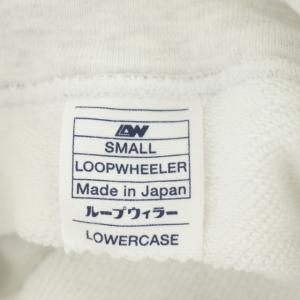 LW
SMALL
LOOPWHEELER
Made in Japan
ループウィラー
LOWERCASE